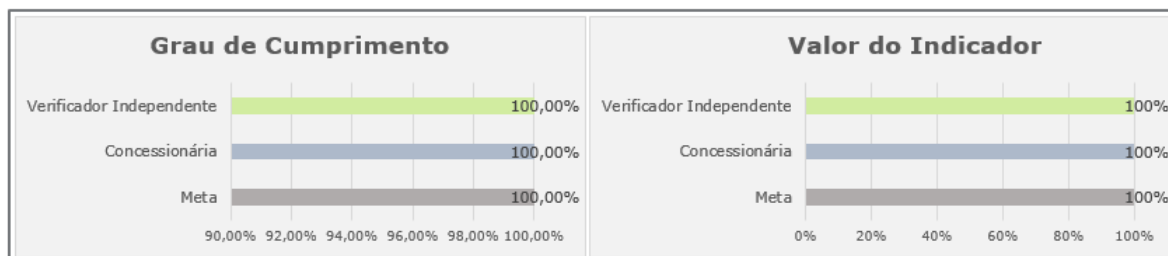 Grau de Cumprimento
Verificador Independente 100,00%
Concessionária 100,00%
Meta 100,00%
90,00% 92,00% 94,00% 96,00% 98,00% 100,00%
Valor do Indicador
Verificador Independente 100%
Concessionária 100%
Meta 100%
0% 20% 40% 60% 80% 100%